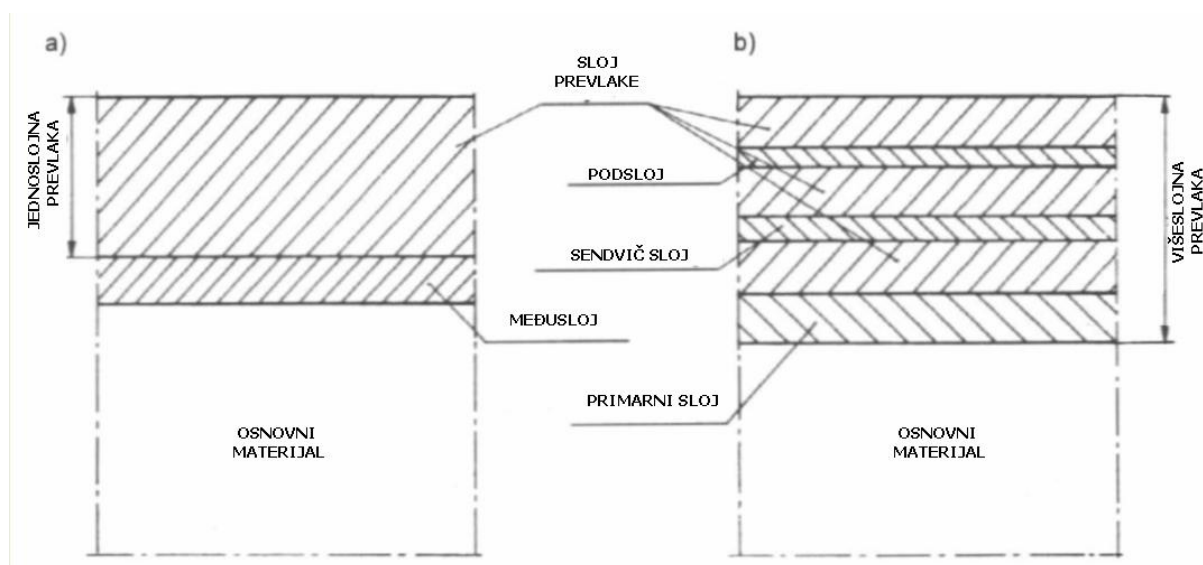 a)
b)
SLOJ
PREVLAKE
JEDNOSLOJNA
PREVLAKA
PODSLOJ
SENDVIČ SLOJ
VIŠESLOJNA
PREVLAKA
MEĐUSLOJ
PRIMARNI SLOJ
OSNOVNI
MATERIJAL
OSNOVNI
MATERIJAL